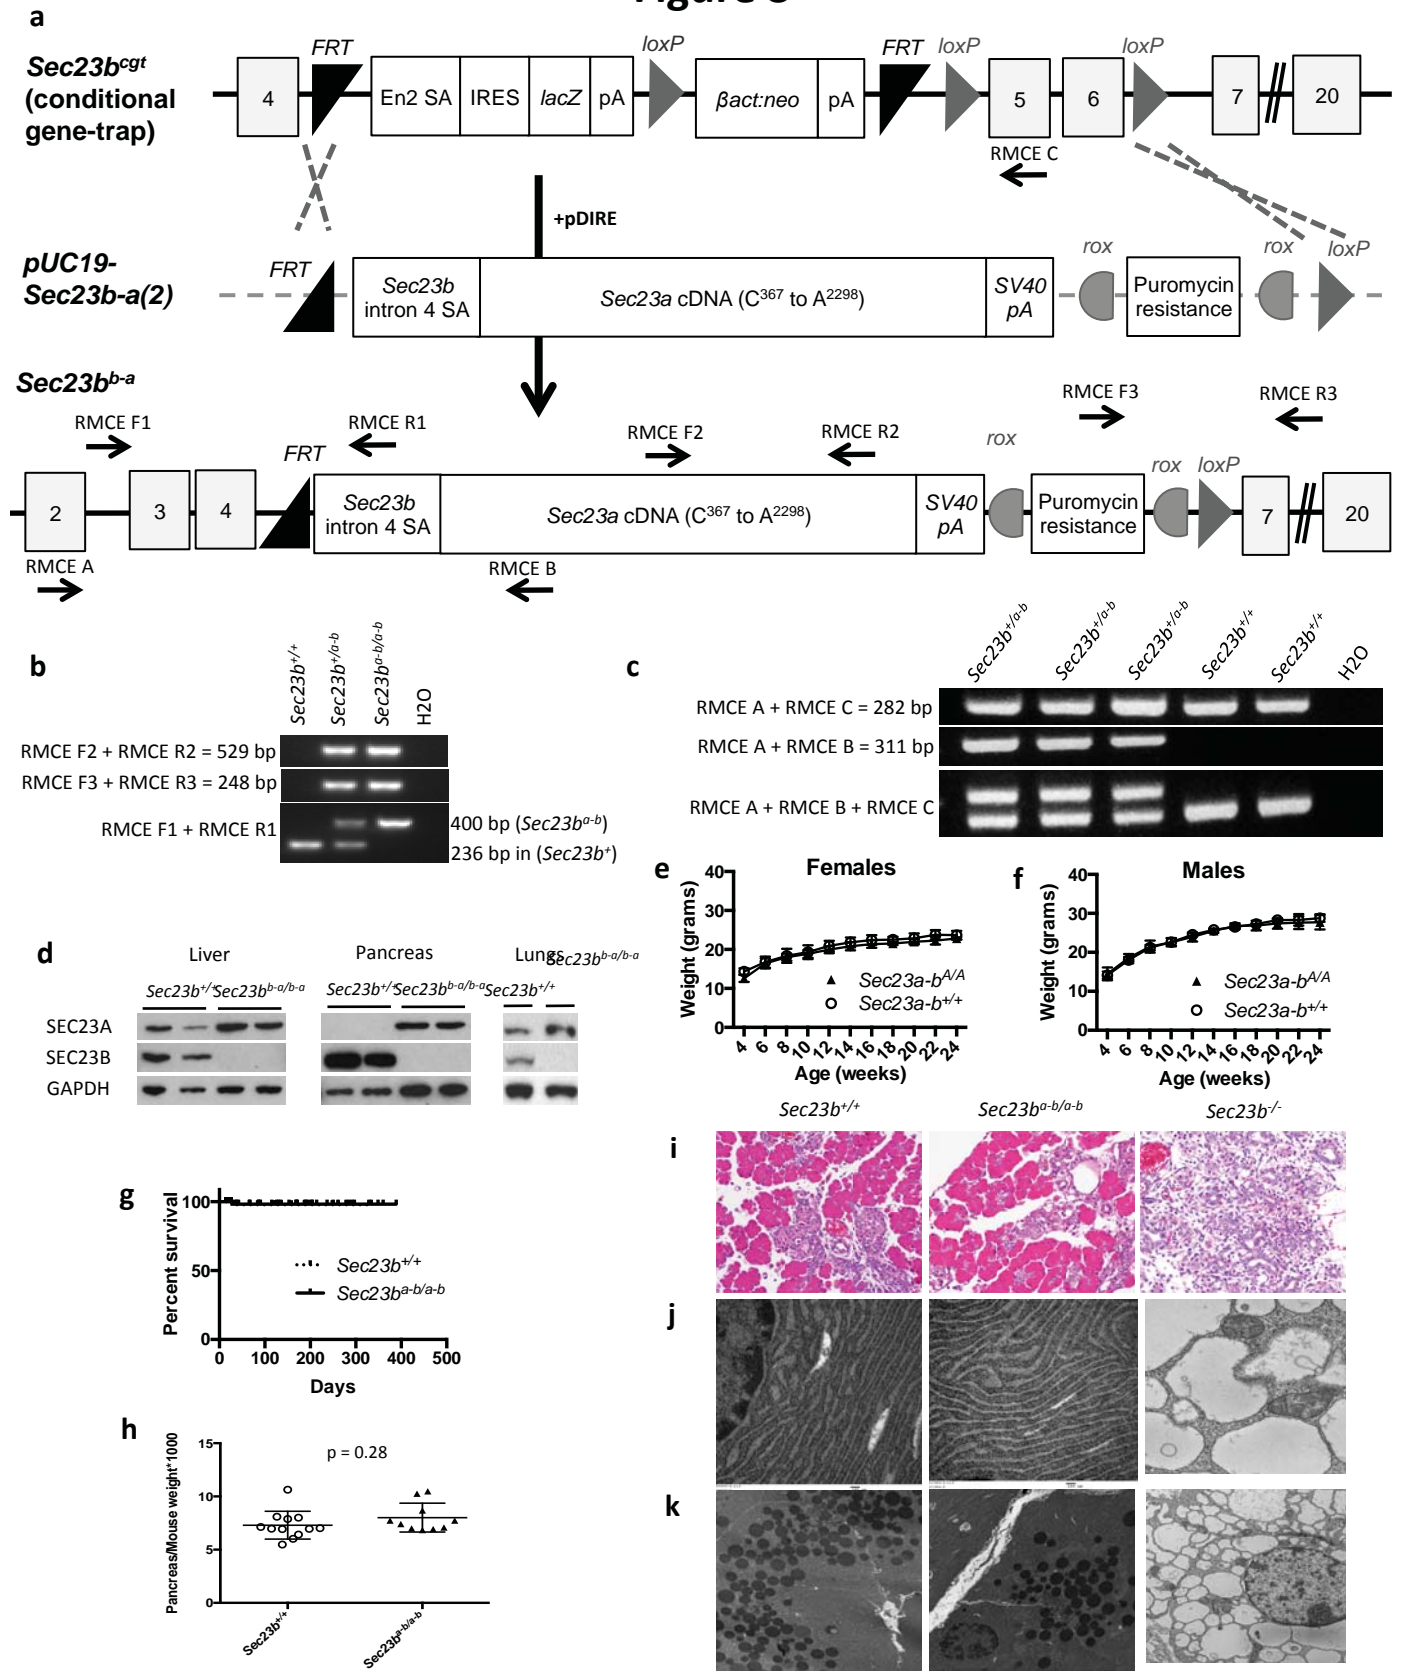 a
Sec23b^cgt
(conditional
gene-trap)
4
FRT
En2 SA
IRES
lacZ
pA
loxP
βact:neo
pA
FRT
loxP
5
6
loxP
7
20
RMCE C
+pDIRE
pUC19-
Sec23b-a(2)
FRT
Sec23b
intron 4 SA
Sec23a cDNA (C^367 to A^2298)
SV40
pA
rox
Puromycin
resistance
rox
loxP
Sec23b^b-a
RMCE F1
RMCE R1
RMCE F2
RMCE R2
RMCE F3
RMCE R3
2
3
4
FRT
Sec23b
intron 4 SA
Sec23a cDNA (C^367 to A^2298)
SV40
pA
rox
Puromycin
resistance
rox
loxP
7
20
RMCE A
RMCE B
b
Sec23b^+/+
Sec23b^+/a-b
Sec23b^a-b/a-b
H2O
RMCE F2 + RMCE R2 = 529 bp
RMCE F3 + RMCE R3 = 248 bp
RMCE F1 + RMCE R1
400 bp (Sec23b^a-b)
236 bp in (Sec23b^+)
c
Sec23b^+/a-b
Sec23b^+/a-b
Sec23b^+/a-b
Sec23b^+/+
Sec23b^+/+
H2O
RMCE A + RMCE C = 282 bp
RMCE A + RMCE B = 311 bp
RMCE A + RMCE B + RMCE C
d
Liver
Pancreas
Lungs
Sec23b^+/+
Sec23b^b-a/b-a
Sec23b^+/+
Sec23b^b-a/b-a
Sec23b^+/+
Sec23b^b-a/b-a
SEC23A
SEC23B
GAPDH
e
Females
Weight (grams)
40
30
20
10
0
Sec23a-b^A/A
Sec23a-b^+/+
4 6 8 10 12 14 16 18 20 22 24
Age (weeks)
f
Males
Weight (grams)
40
30
20
10
0
Sec23a-b^A/A
Sec23a-b^+/+
4 6 8 10 12 14 16 18 20 22 24
Age (weeks)
g
Percent survival
100
50
0
Sec23b^+/+
Sec23b^a-b/a-b
0 100 200 300 400 500
Days
h
Pancreas/Mouse weight*1000
15
10
5
0
p = 0.28
Sec23b^+/+
Sec23b^a-b/a-b
Sec23b^+/+
Sec23b^a-b/a-b
Sec23b^-/-
i
j
k